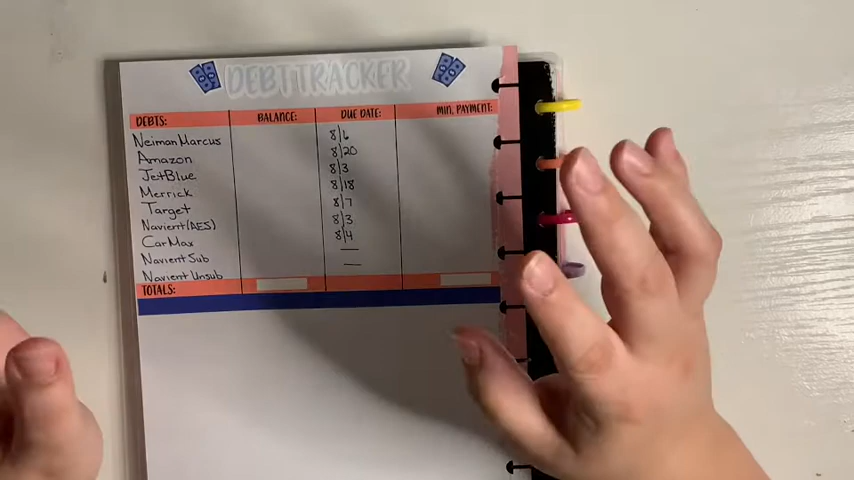 DEBT TRACKER
DEBTS: BALANCE: DUE DATE: MIN. PAYMENT:
Neiman Marcus 8/6
Amazon 8/20
JetBlue 8/3
Merrick 8/18
Target 8/7
Navient (AES) 8/3
CarMax 8/4
Navient Sub —
Navient Unsub —
TOTALS: